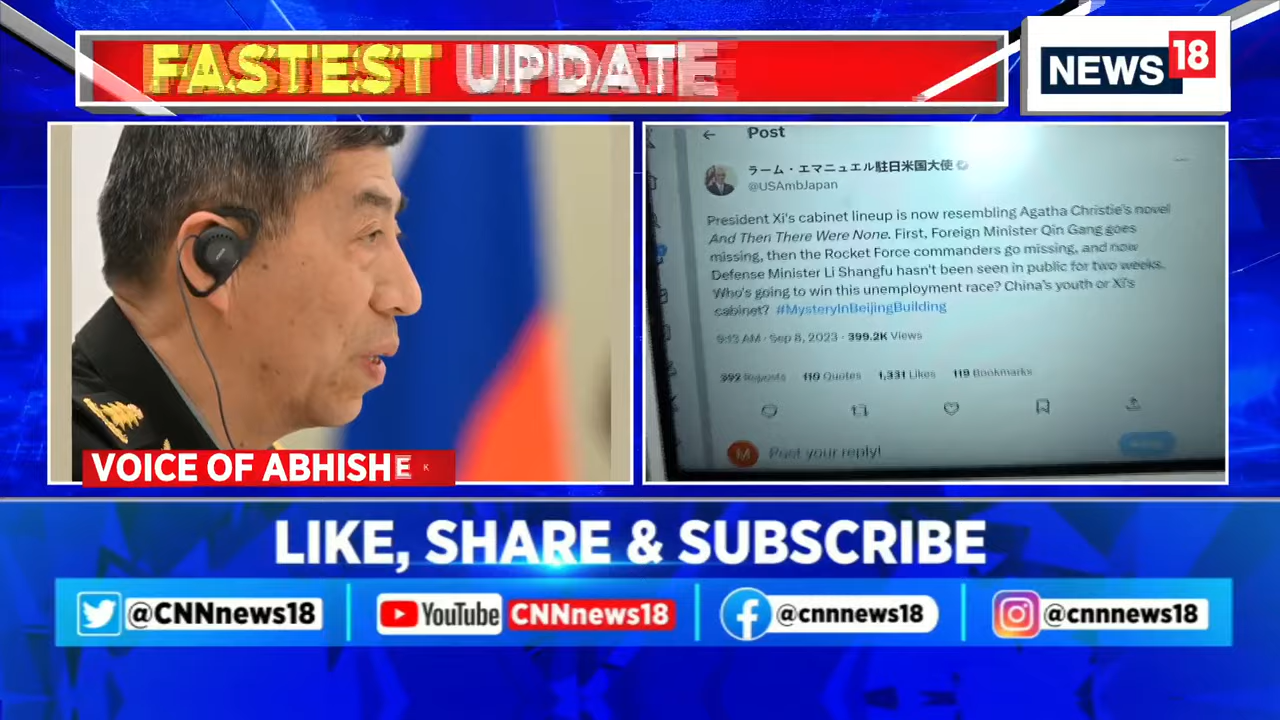 FASTEST UPDATE
NEWS 18
Post
ラーム・エマニュエル駐日米国大使
@USAmbJapan
President Xi's cabinet lineup is now resembling Agatha Christie's novel
And Then There Were None. First, Foreign Minister Qin Gang goes
missing, then the Rocket Force commanders go missing, and now
Defense Minister Li Shangfu hasn't been seen in public for two weeks.
Who's going to win this unemployment race? China's youth or Xi's
cabinet? #MysteryInBeijingBuilding
9:13 AM · Sep 8, 2023 · 399.2K Views
392 Reposts 110 Quotes 1,331 Likes 119 Bookmarks
M Post your reply!
VOICE OF ABHISHEK
LIKE, SHARE & SUBSCRIBE
@CNNnews18 YouTube CNNnews18 @cnnnews18 @cnnnews18